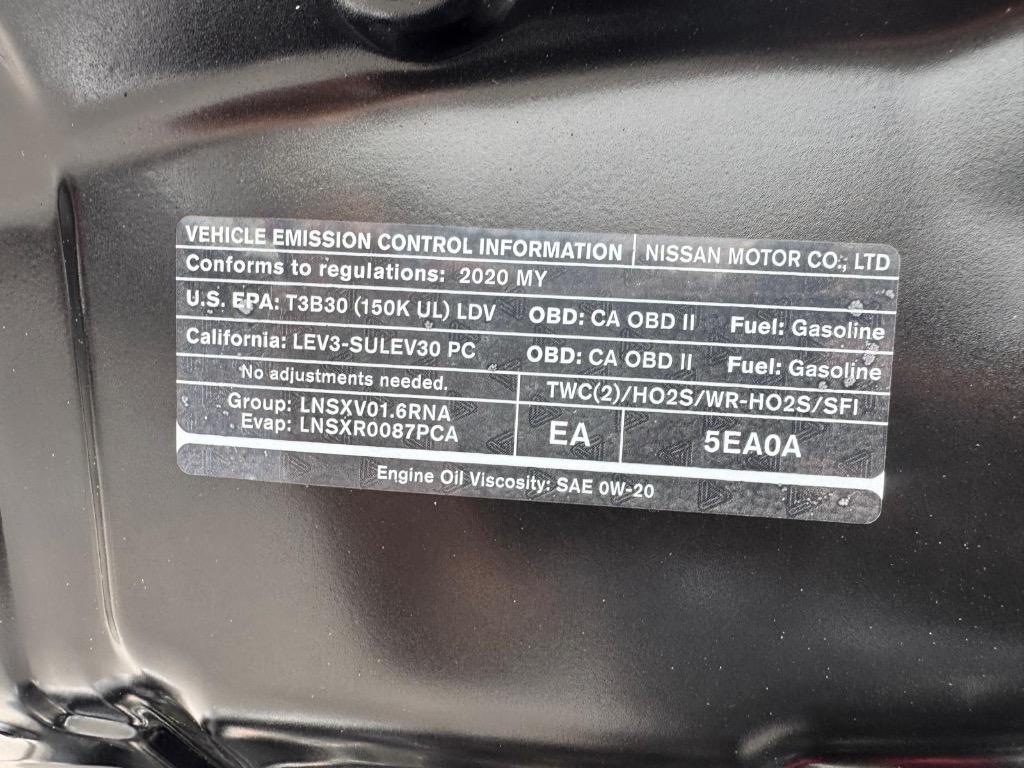 VEHICLE EMISSION CONTROL INFORMATION | NISSAN MOTOR CO., LTD
Conforms to regulations: 2020 MY
U.S. EPA: T3B30 (150K UL) LDV OBD: CA OBD II Fuel: Gasoline
California: LEV3-SULEV30 PC OBD: CA OBD II Fuel: Gasoline
No adjustments needed. TWC(2)/HO2S/WR-HO2S/SFI
Group: LNSXV01.6RNA
Evap: LNSXR0087PCA
EA 5EA0A
Engine Oil Viscosity: SAE 0W-20